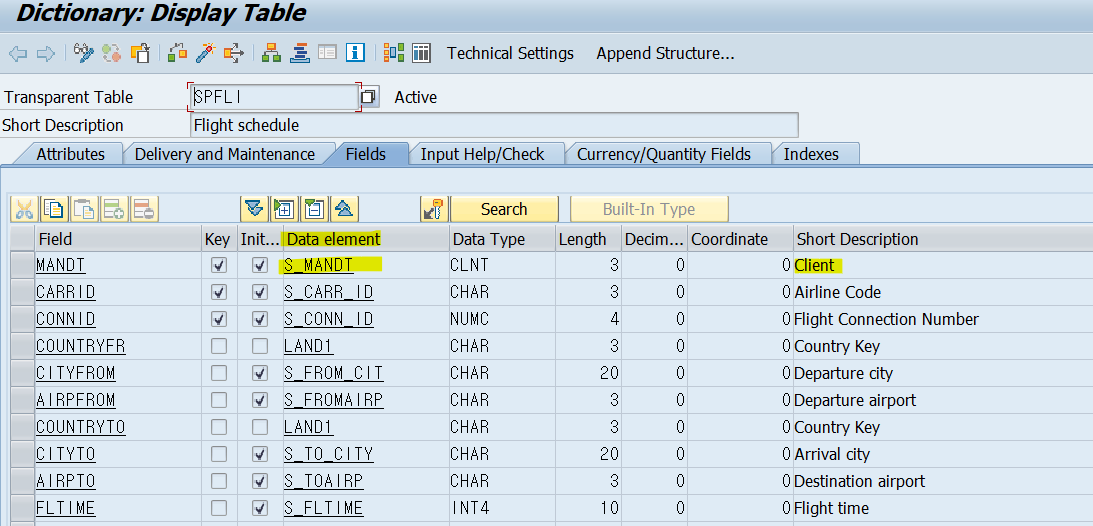 Dictionary: Display Table
Technical Settings Append Structure...
Transparent Table SPFLI Active
Short Description Flight schedule
Attributes Delivery and Maintenance Fields Input Help/Check Currency/Quantity Fields Indexes
Search Built-In Type
Field Key Init... Data element Data Type Length Decim... Coordinate Short Description
MANDT S_MANDT CLNT 3 0 0 Client
CARRID S_CARR_ID CHAR 3 0 0 Airline Code
CONNID S_CONN_ID NUMC 4 0 0 Flight Connection Number
COUNTRYFR LAND1 CHAR 3 0 0 Country Key
CITYFROM S_FROM_CIT CHAR 20 0 0 Departure city
AIRPFROM S_FROMAIRP CHAR 3 0 0 Departure airport
COUNTRYTO LAND1 CHAR 3 0 0 Country Key
CITYTO S_TO_CITY CHAR 20 0 0 Arrival city
AIRPTO S_TOAIRP CHAR 3 0 0 Destination airport
FLTIME S_FLTIME INT4 10 0 0 Flight time